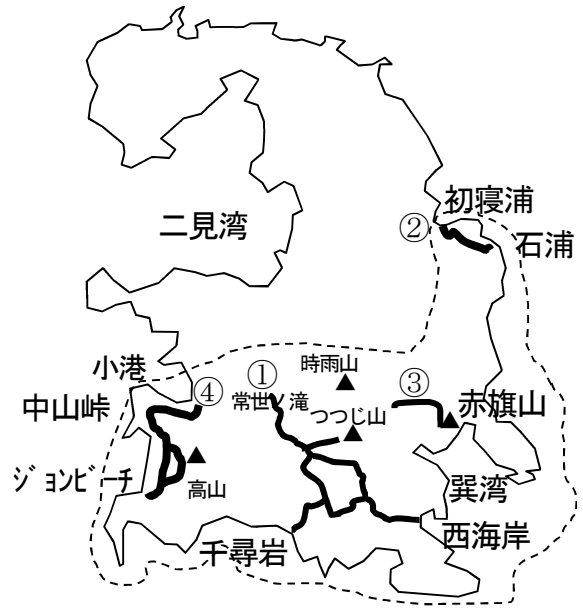 初寝浦
②
石浦
二見湾
時雨山
小港
①
④
③
常世ノ滝
中山峠
つつじ山
赤旗山
ジョンビーチ
高山
巽湾
西海岸
千尋岩